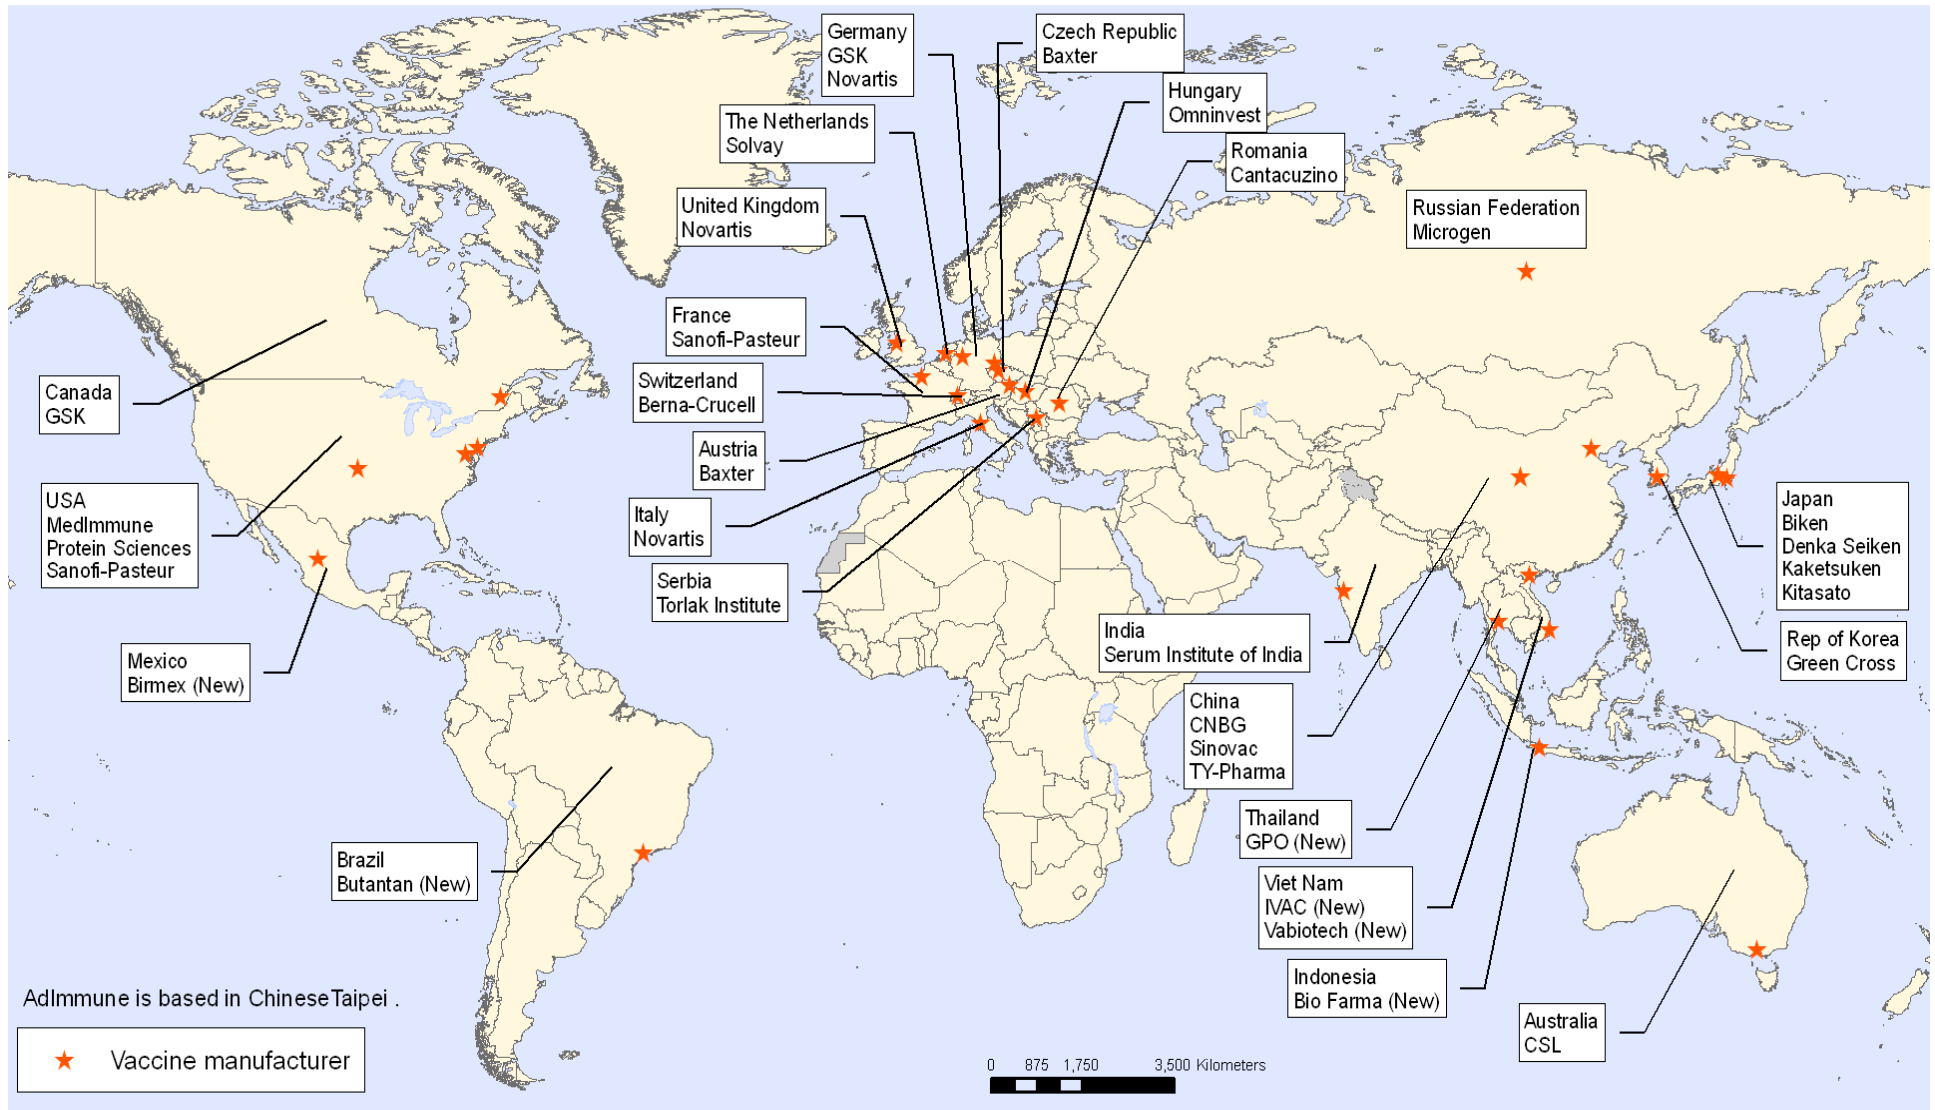 Germany
GSK
Novartis
Czech Republic
Baxter
Hungary
Omninvest
The Netherlands
Solvay
Romania
Cantacuzino
United Kingdom
Novartis
Russian Federation
Microgen
France
Sanofi-Pasteur
Switzerland
Berna-Crucell
Canada
GSK
Austria
Baxter
USA
MedImmune
Protein Sciences
Sanofi-Pasteur
Italy
Novartis
Japan
Biken
Denka Seiken
Kaketsuken
Kitasato
Serbia
Torlak Institute
India
Serum Institute of India
Rep of Korea
Green Cross
Mexico
Birmex (New)
China
CNBG
Sinovac
TY-Pharma
Thailand
GPO (New)
Brazil
Butantan (New)
Viet Nam
IVAC (New)
Vabiotech (New)
Indonesia
Bio Farma (New)
Australia
CSL
AdImmune is based in ChineseTaipei .
Vaccine manufacturer
0 875 1,750 3,500 Kilometers